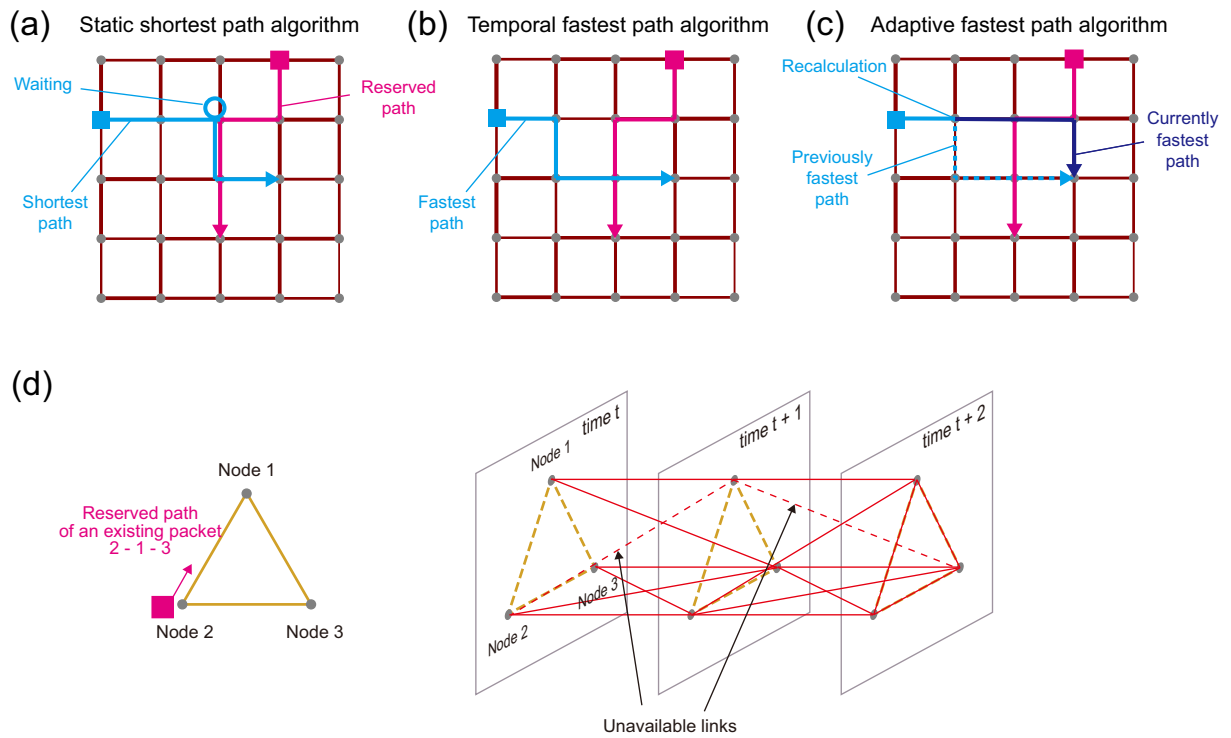 (a) Static shortest path algorithm
Waiting
Reserved
path
Shortest
path
(b) Temporal fastest path algorithm
Fastest
path
(c) Adaptive fastest path algorithm
Recalculation
Currently
fastest
path
Previously
fastest
path
(d)
Node 1
Reserved path
of an existing packet
2 - 1 - 3
Node 2
Node 3
time t
Node 1
Node 3
Node 2
time t + 1
time t + 2
Unavailable links